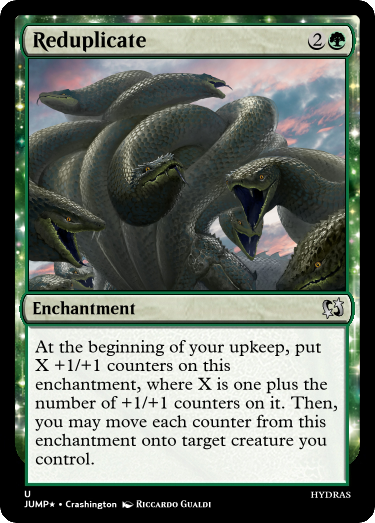 Reduplicate 2
Enchantment
At the beginning of your upkeep, put
X +1/+1 counters on this
enchantment, where X is one plus the
number of +1/+1 counters on it. Then,
you may move each counter from this
enchantment onto target creature you
control.
U
HYDRAS
JUMP★ • Crashington RICCARDO GUALDI